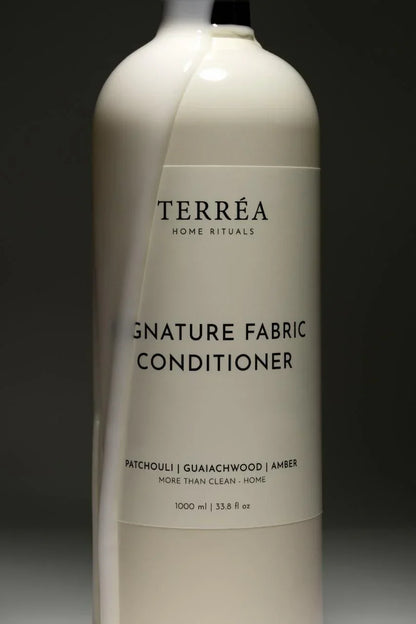 TERRÉA
HOME RITUALS
GNATURE FABRIC
CONDITIONER
PATCHOULI | GUAIACHWOOD | AMBER
MORE THAN CLEAN - HOME
1000 ml | 33.8 fl oz